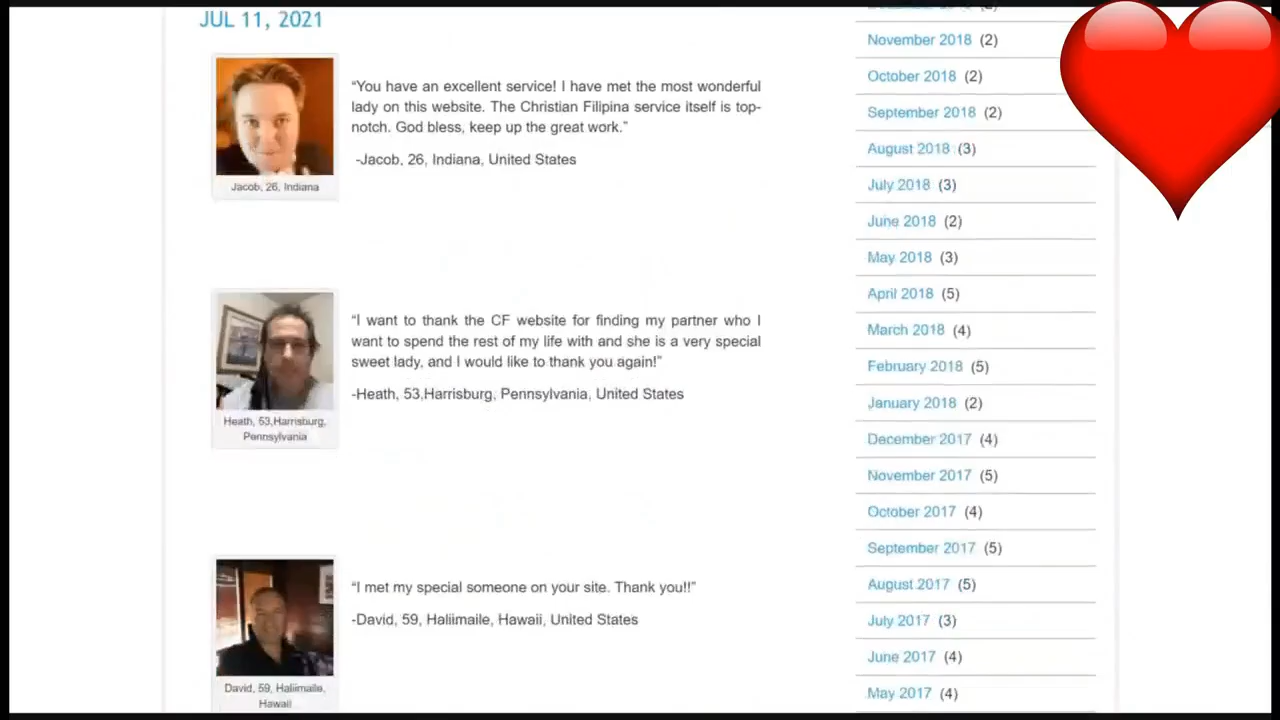 JUL 11, 2021
“You have an excellent service! I have met the most wonderful
lady on this website. The Christian Filipina service itself is top-
notch. God bless, keep up the great work.”
-Jacob, 26, Indiana, United States
Jacob, 26, Indiana
“I want to thank the CF website for finding my partner who I
want to spend the rest of my life with and she is a very special
sweet lady, and I would like to thank you again!”
-Heath, 53,Harrisburg, Pennsylvania, United States
Heath, 53,Harrisburg,
Pennsylvania
“I met my special someone on your site. Thank you!!”
-David, 59, Haliimaile, Hawaii, United States
David, 59, Haliimaile,
Hawaii
November 2018 (2)
October 2018 (2)
September 2018 (2)
August 2018 (3)
July 2018 (3)
June 2018 (2)
May 2018 (3)
April 2018 (5)
March 2018 (4)
February 2018 (5)
January 2018 (2)
December 2017 (4)
November 2017 (5)
October 2017 (4)
September 2017 (5)
August 2017 (5)
July 2017 (3)
June 2017 (4)
May 2017 (4)